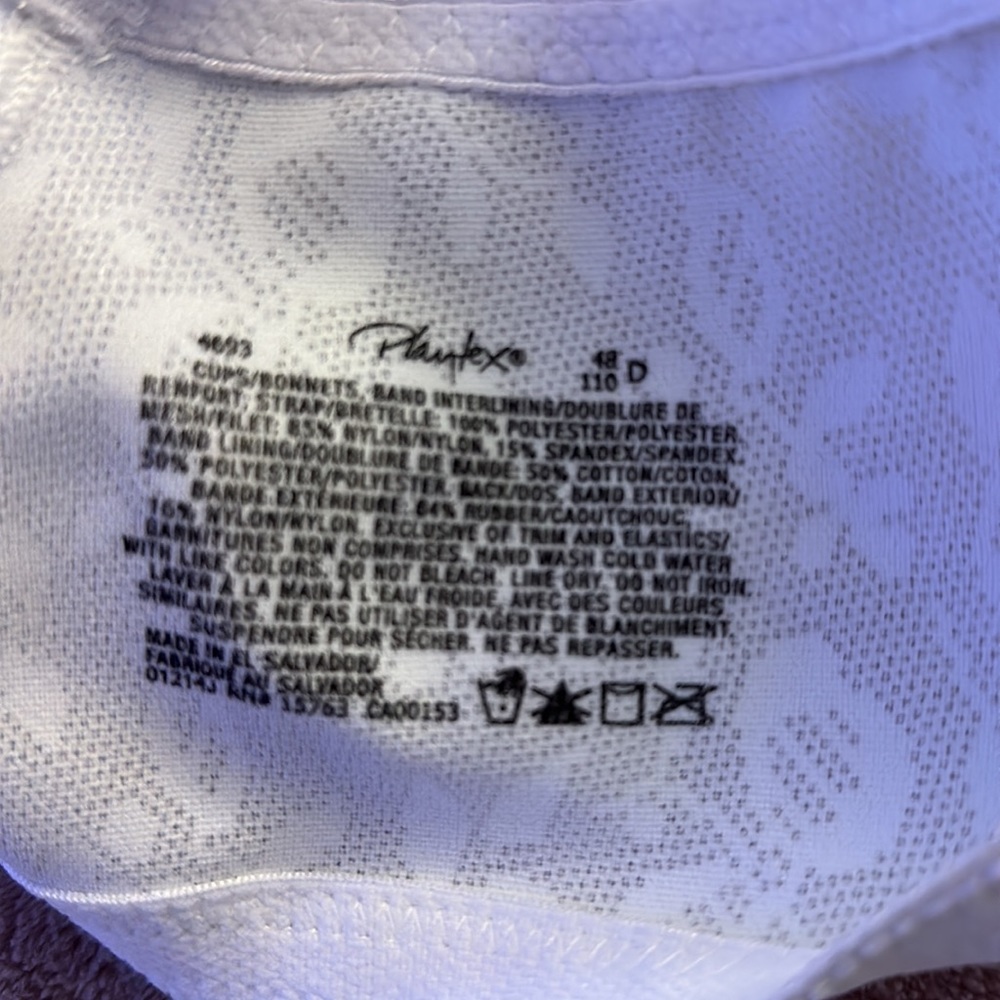 4693 Playtex® 48 110 D
CUPS/BONNETS, BAND INTERLINING/DOUBLURE DE
RENFORT, STRAP/BRETELLE: 100% POLYESTER/POLYESTER.
MESH/FILET: 85% NYLON/NYLON, 15% SPANDEX/SPANDEX.
BAND LINING/DOUBLURE DE BANDE: 50% COTTON/COTON,
50% POLYESTER/POLYESTER. BACK/DOS, BAND EXTERIOR/
BANDE EXTÉRIEURE: 84% RUBBER/CAOUTCHOUC,
16% NYLON/NYLON. EXCLUSIVE OF TRIM AND ELASTICS/
GARNITURES NON COMPRISES. HAND WASH COLD WATER
WITH LIKE COLORS. DO NOT BLEACH. LINE DRY. DO NOT IRON.
LAVER À LA MAIN À L'EAU FROIDE, AVEC DES COULEURS
SIMILAIRES. NE PAS UTILISER D'AGENT DE BLANCHIMENT.
SUSPENDRE POUR SÉCHER. NE PAS REPASSER.
MADE IN EL SALVADOR/
FABRIQUÉ AU SALVADOR
15763 CA00153